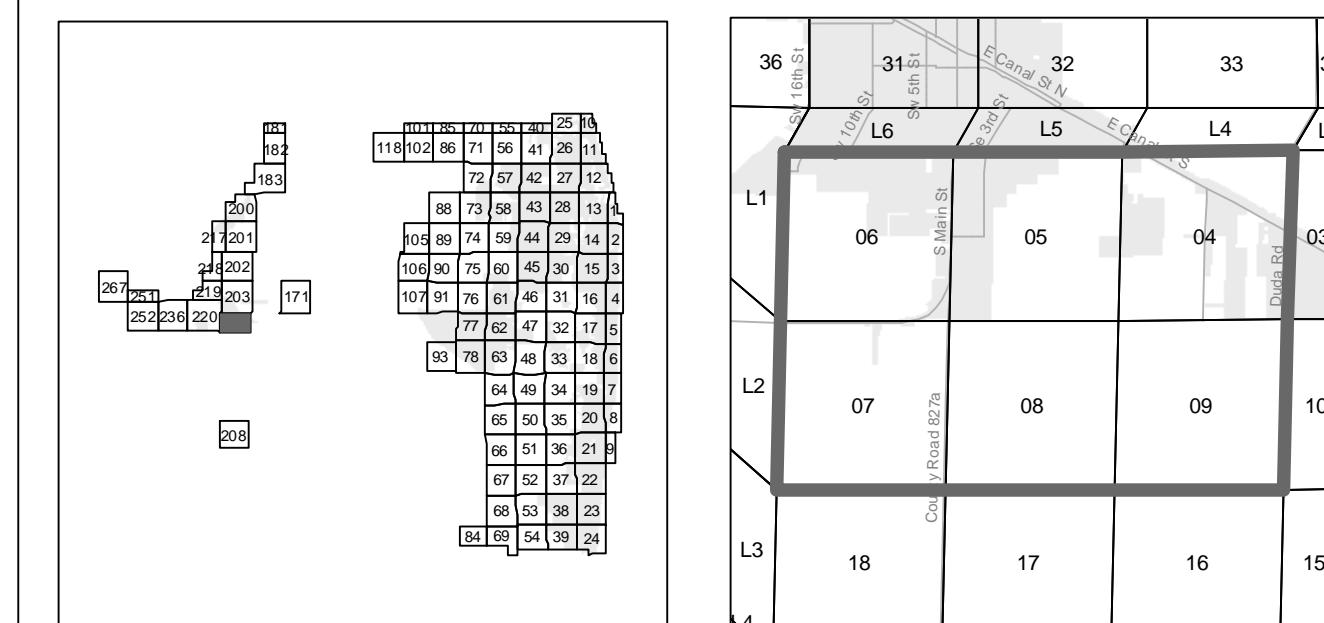 181
182
183
200
217 201
218 202
219 203
267
251
252 236 220
171
208
101 85 70 55 40 25 10
118 102 86 71 56 41 26 11
72 57 42 27 12
88 73 58 43 28 13 1
105 89 74 59 44 29 14 2
106 90 75 60 45 30 15 3
107 91 76 61 46 31 16 4
77 62 47 32 17 5
93 78 63 48 33 18 6
64 49 34 19 7
65 50 35 20 8
66 51 36 21 9
67 52 37 22
68 53 38 23
84 69 54 39 24
36 31 32 33
Sw 16th St
Sw 5th St
E Canal St N
10th St
3rd St
L6 L5 L4
E Canal
S
L1 06 05 04 03
S Main St
Duda Rd
L2 07 08 09 10
County Road 827a
L3 18 17 16 15